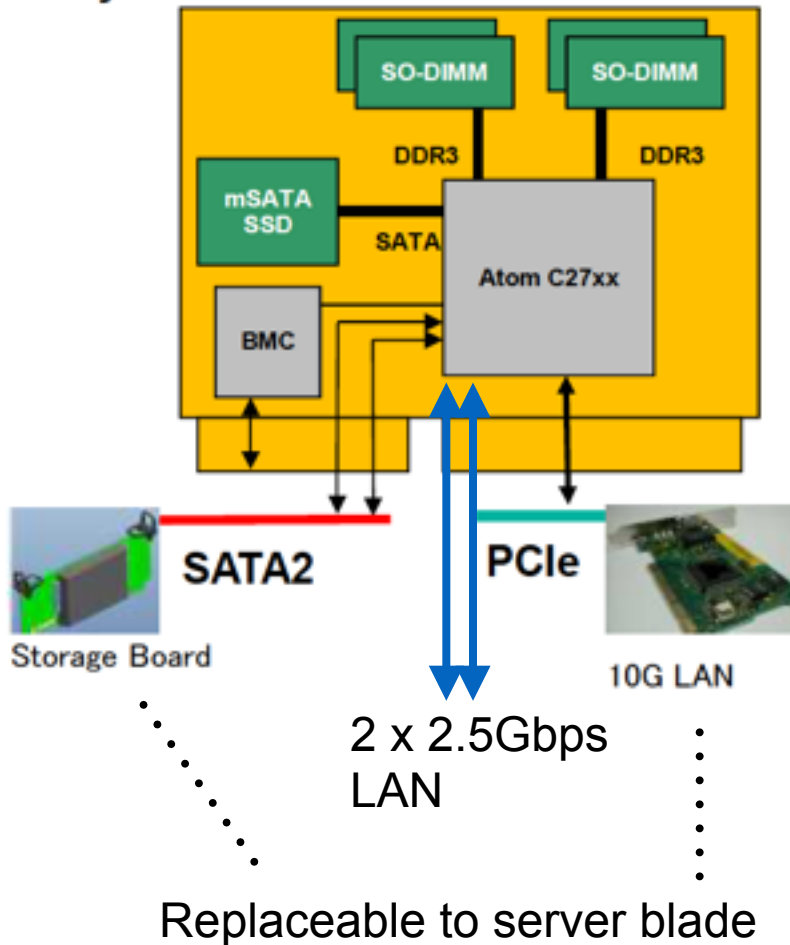 SO-DIMM
SO-DIMM
DDR3
DDR3
mSATA
SSD
SATA
Atom C27xx
BMC
SATA2
PCIe
Storage Board
10G LAN
2 x 2.5Gbps
LAN
Replaceable to server blade